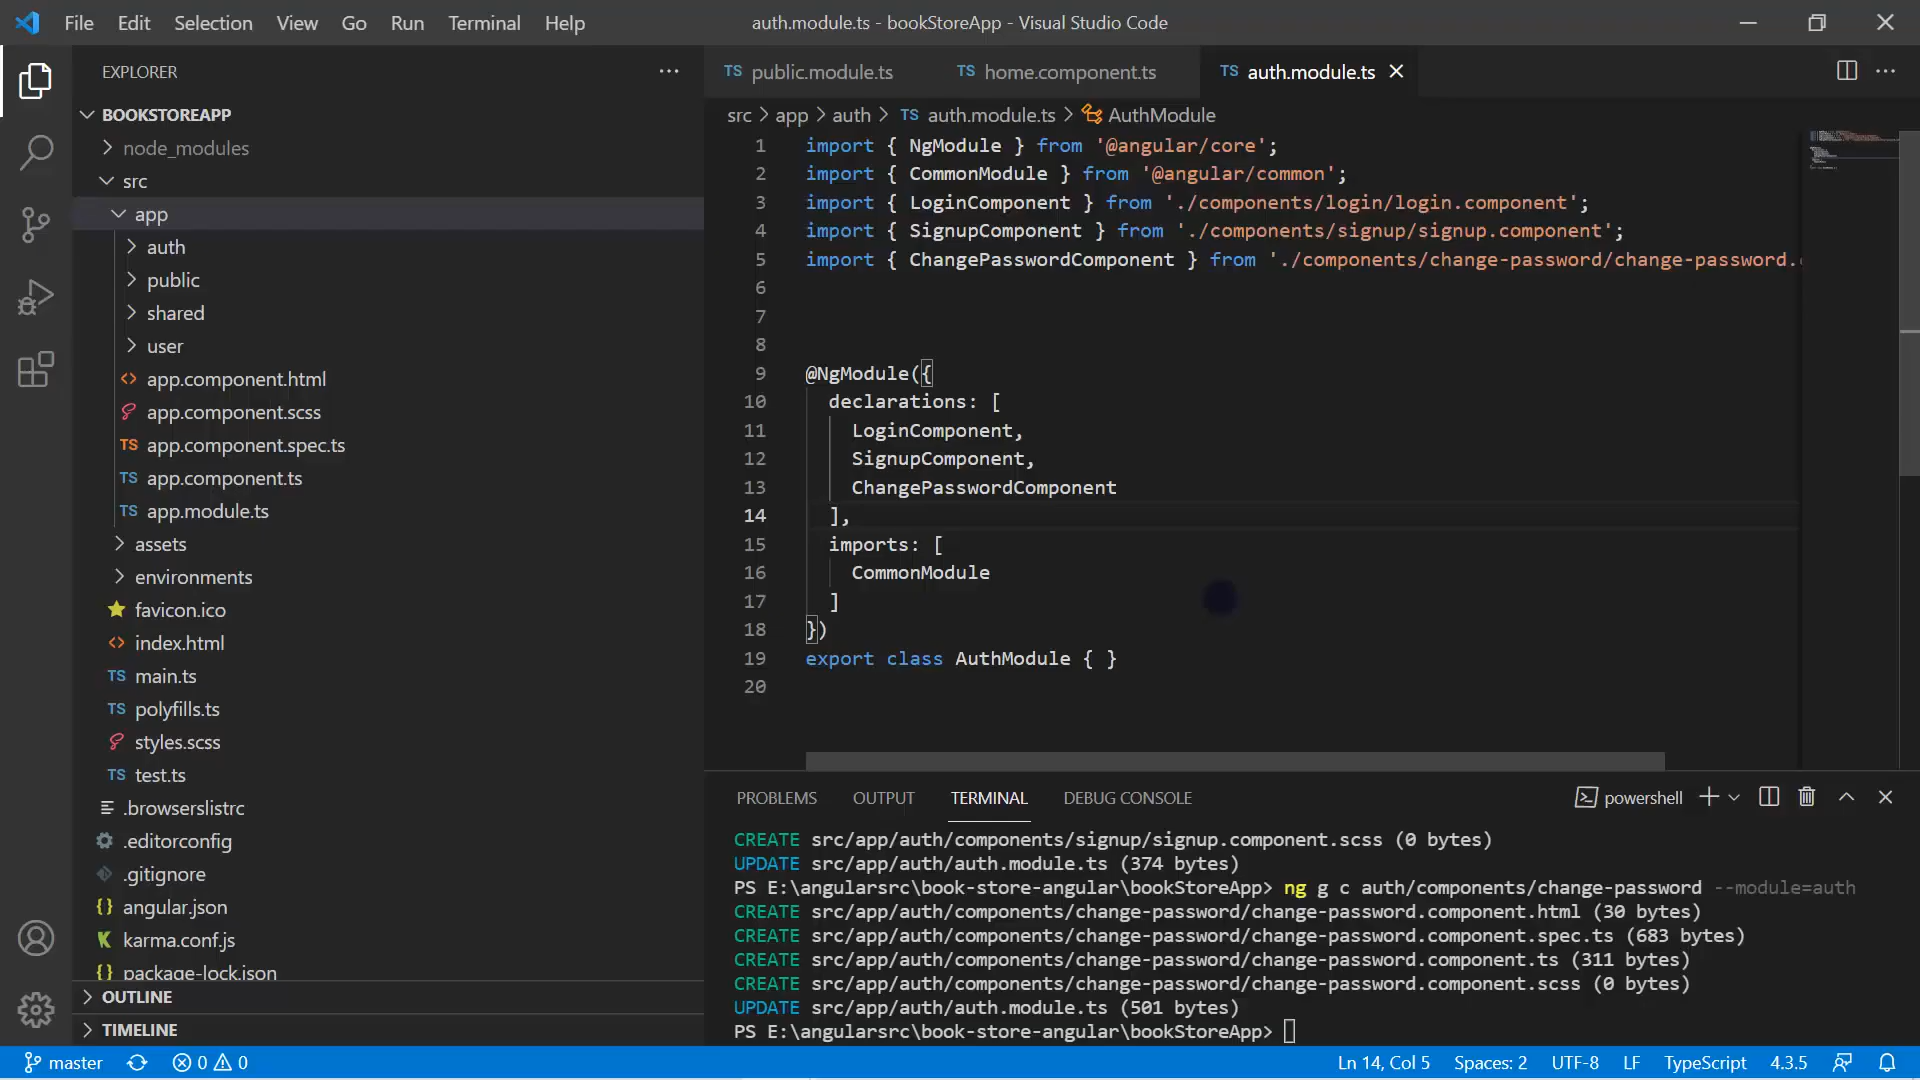 File Edit Selection View Go Run Terminal Help
auth.module.ts - bookStoreApp - Visual Studio Code
EXPLORER
BOOKSTOREAPP
node_modules
src
app
auth
public
shared
user
app.component.html
app.component.scss
app.component.spec.ts
app.component.ts
app.module.ts
assets
environments
favicon.ico
index.html
main.ts
polyfills.ts
styles.scss
test.ts
.browserslistrc
.editorconfig
.gitignore
angular.json
karma.conf.js
package-lock.json
OUTLINE
TIMELINE
TS public.module.ts TS home.component.ts TS auth.module.ts
src > app > auth > TS auth.module.ts > AuthModule
1 import { NgModule } from '@angular/core';
2 import { CommonModule } from '@angular/common';
3 import { LoginComponent } from './components/login/login.component';
4 import { SignupComponent } from './components/signup/signup.component';
5 import { ChangePasswordComponent } from './components/change-password/change-password.
6
7
8
9 @NgModule({
10 declarations: [
11 LoginComponent,
12 SignupComponent,
13 ChangePasswordComponent
14 ],
15 imports: [
16 CommonModule
17 ]
18 })
19 export class AuthModule { }
20
PROBLEMS OUTPUT TERMINAL DEBUG CONSOLE
powershell
CREATE src/app/auth/components/signup/signup.component.scss (0 bytes)
UPDATE src/app/auth/auth.module.ts (374 bytes)
PS E:\angularsrc\book-store-angular\bookStoreApp> ng g c auth/components/change-password --module=auth
CREATE src/app/auth/components/change-password/change-password.component.html (30 bytes)
CREATE src/app/auth/components/change-password/change-password.component.spec.ts (683 bytes)
CREATE src/app/auth/components/change-password/change-password.component.ts (311 bytes)
CREATE src/app/auth/components/change-password/change-password.component.scss (0 bytes)
UPDATE src/app/auth/auth.module.ts (501 bytes)
PS E:\angularsrc\book-store-angular\bookStoreApp>
master 0 0 Ln 14, Col 5 Spaces: 2 UTF-8 LF TypeScript 4.3.5